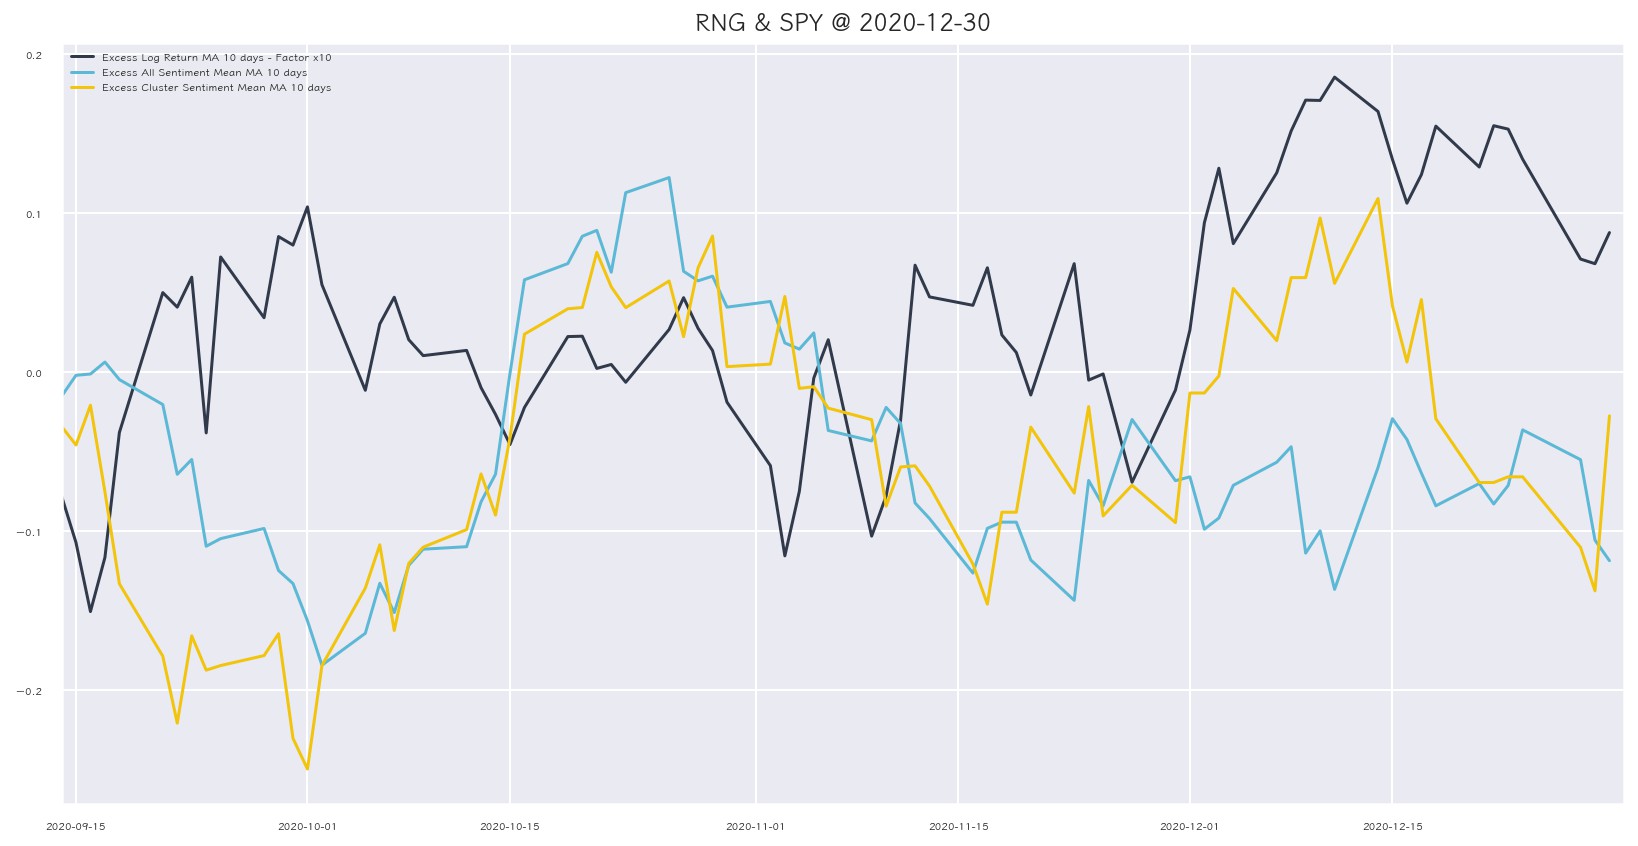 RNG & SPY @ 2020-12-30
Excess Log Return MA 10 days - Factor x10
Excess All Sentiment Mean MA 10 days
Excess Cluster Sentiment Mean MA 10 days
0.2
0.1
0.0
−0.1
−0.2
2020-09-15 2020-10-01 2020-10-15 2020-11-01 2020-11-15 2020-12-01 2020-12-15